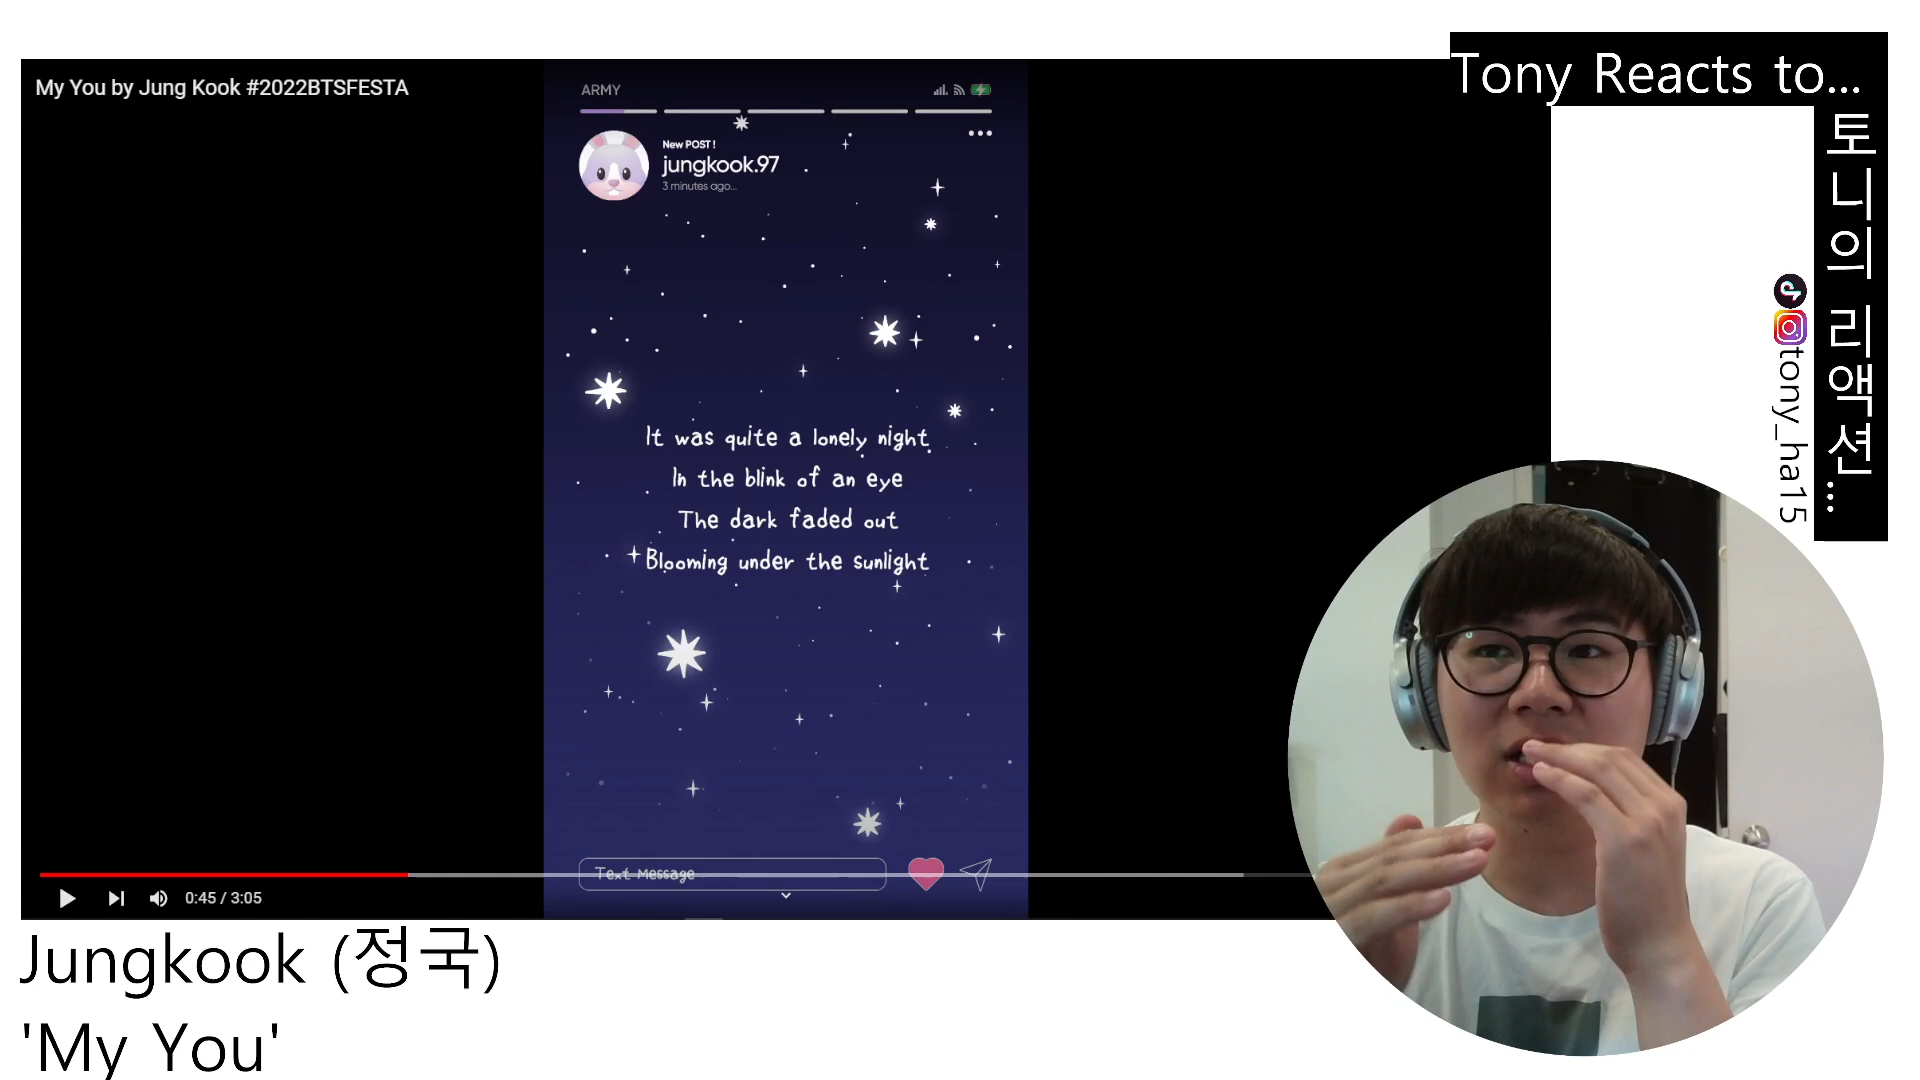 My You by Jung Kook #2022BTSFESTA
ARMY
New POST!
jungkook.97
3 minutes ago...
It was quite a lonely night
In the blink of an eye
The dark faded out
Blooming under the sunlight
Text Message
0:45 / 3:05
Tony Reacts to...
토니의 리액션...
tony_ha15
Jungkook (정국)
'My You'